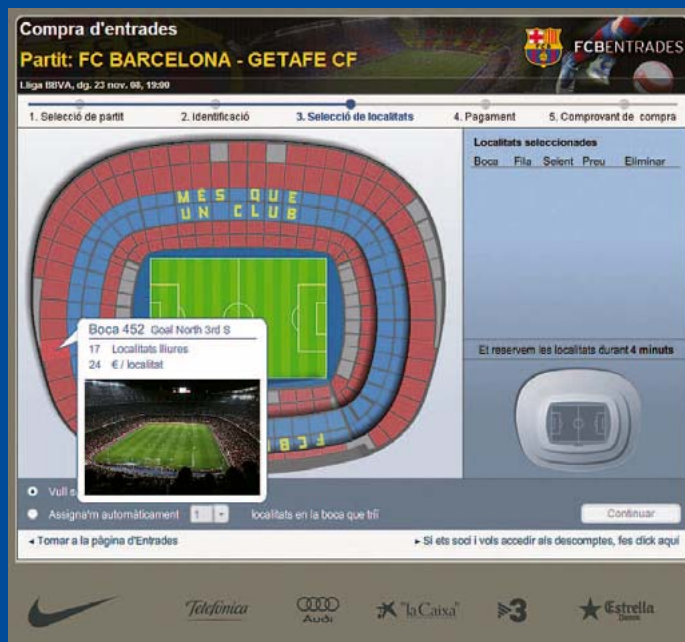 Compra d'entrades
Partit: FC BARCELONA - GETAFE CF
FCBENTRADES
Lliga BBVA, dg. 23 nov. 08, 19:00
1. Selecció de partit
2. Identificació
3. Selecció de localitats
4. Pagament
5. Comprovant de compra
Localitats seleccionades
Boca Fila Seient Preu Eliminar
MÉS QUE
UN CLUB
Boca 452 Goal North 3rd S
17 Localitats lliures
24 € / localitat
Et reservem les localitats durant 4 minuts
FCB
Vull s
Assigna'm automàticament 1 localitats en la boca que triï
Continuar
Tornar a la pàgina d'Entrades
Si ets soci i vols accedir als descomptes, fes click aquí
Telefónica
Audi
"la Caixa"
3
Estrella
Damm